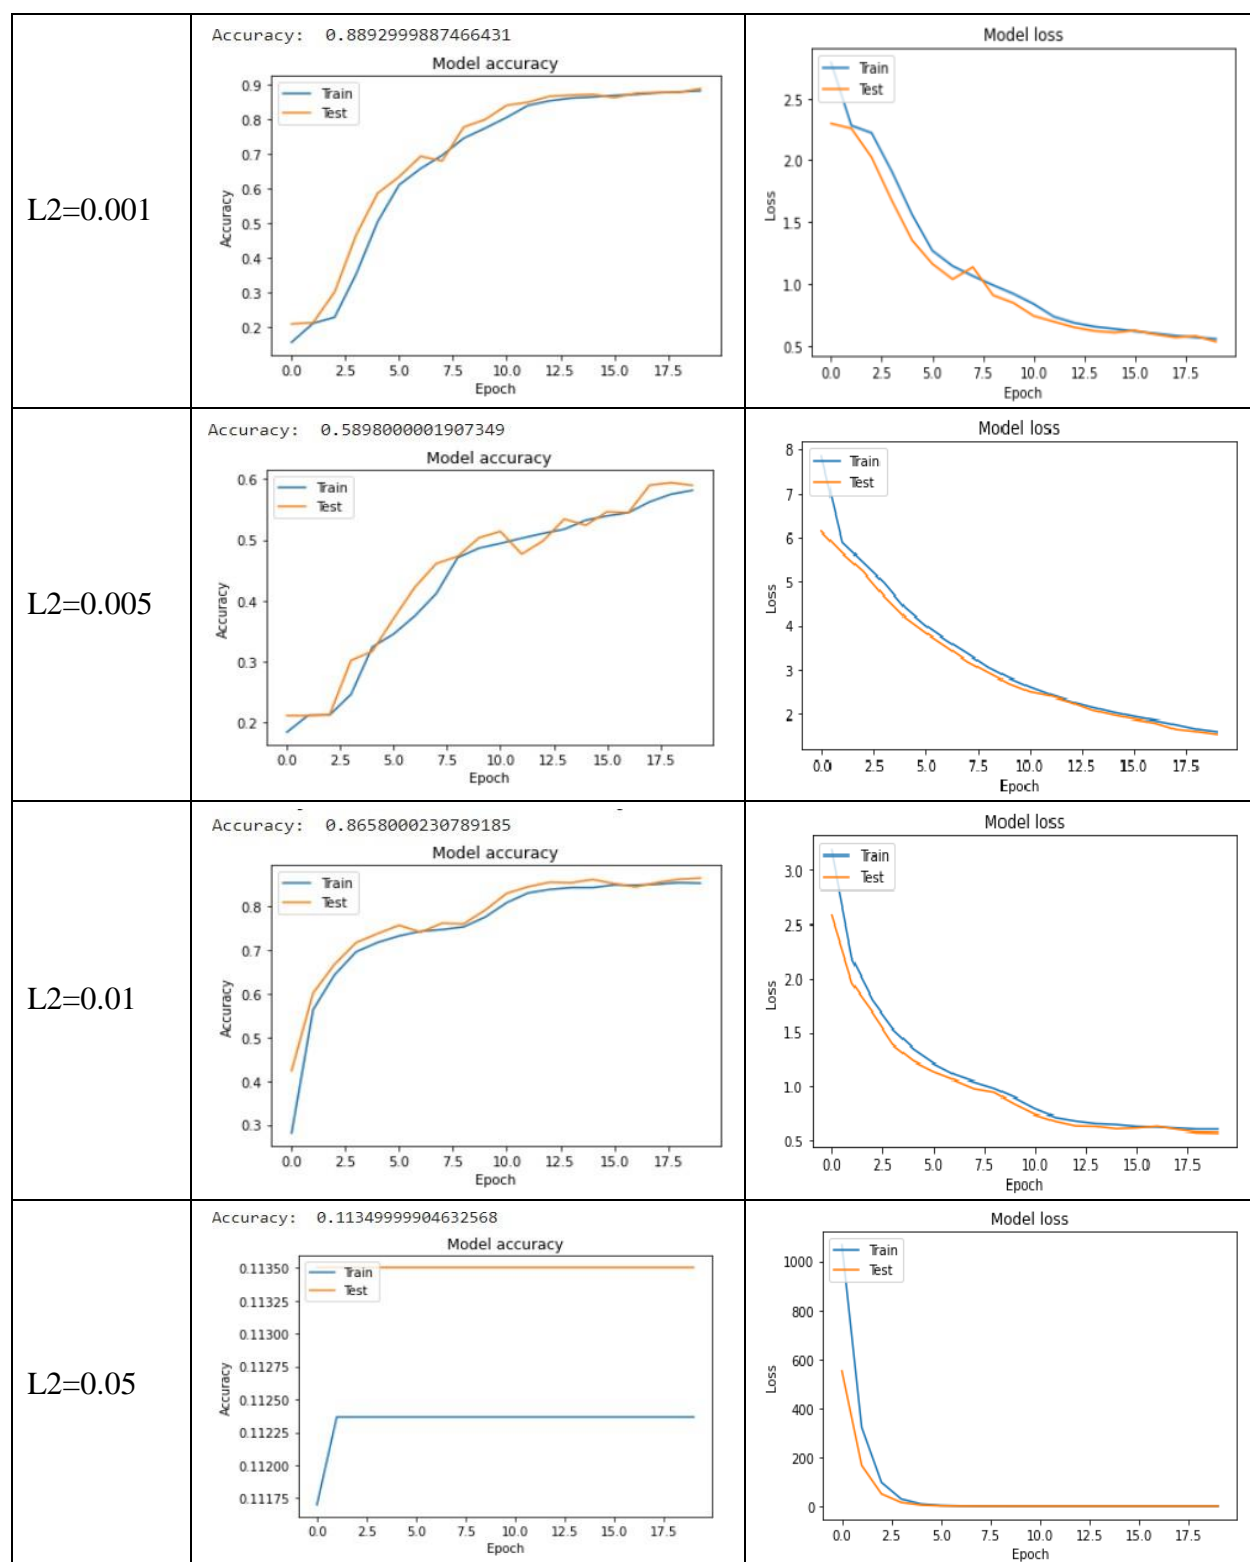 L2=0.001
Accuracy: 0.8892999887466431
Model accuracy
Train
Test
0.9
0.8
0.7
0.6
0.5
0.4
0.3
0.2
Accuracy
0.0 2.5 5.0 7.5 10.0 12.5 15.0 17.5
Epoch
Model loss
Train
Test
2.5
2.0
1.5
1.0
0.5
Loss
0.0 2.5 5.0 7.5 10.0 12.5 15.0 17.5
Epoch
L2=0.005
Accuracy: 0.5898000001907349
Model accuracy
Train
Test
0.6
0.5
0.4
0.3
0.2
Accuracy
0.0 2.5 5.0 7.5 10.0 12.5 15.0 17.5
Epoch
Model loss
Train
Test
8
7
6
5
4
3
2
Loss
0.0 2.5 5.0 7.5 10.0 12.5 15.0 17.5
Epoch
L2=0.01
Accuracy: 0.8658000230789185
Model accuracy
Train
Test
0.8
0.7
0.6
0.5
0.4
0.3
Accuracy
0.0 2.5 5.0 7.5 10.0 12.5 15.0 17.5
Epoch
Model loss
Train
Test
3.0
2.5
2.0
1.5
1.0
0.5
Loss
0.0 2.5 5.0 7.5 10.0 12.5 15.0 17.5
Epoch
L2=0.05
Accuracy: 0.11349999904632568
Model accuracy
Train
Test
0.11350
0.11325
0.11300
0.11275
0.11250
0.11225
0.11200
0.11175
Accuracy
0.0 2.5 5.0 7.5 10.0 12.5 15.0 17.5
Epoch
Model loss
Train
Test
1000
800
600
400
200
0
Loss
0.0 2.5 5.0 7.5 10.0 12.5 15.0 17.5
Epoch